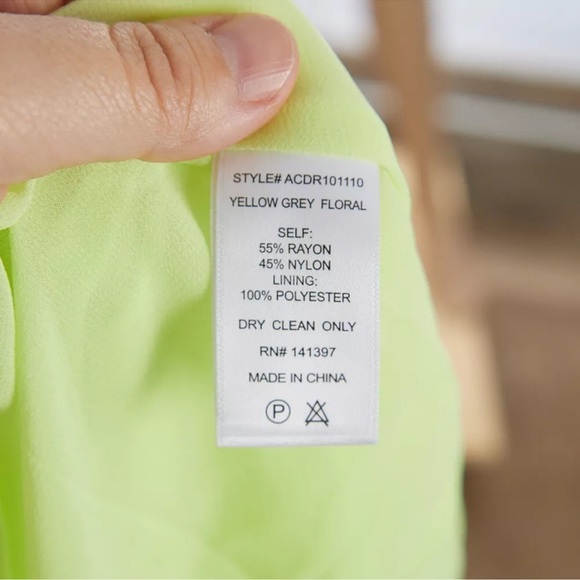 STYLE# ACDR101110
YELLOW GREY FLORAL
SELF:
55% RAYON
45% NYLON
LINING:
100% POLYESTER
DRY CLEAN ONLY
RN# 141397
MADE IN CHINA
P